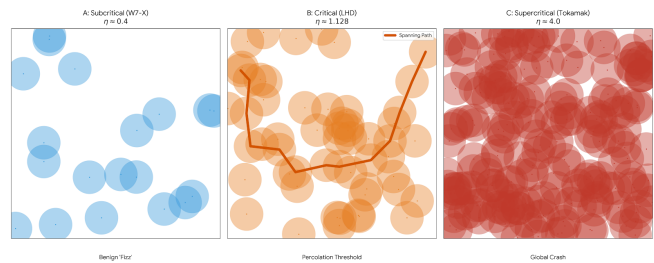 A: Subcritical (W7-X)
η ≈ 0.4
B: Critical (LHD)
η ≈ 1.128
C: Supercritical (Tokamak)
η ≈ 4.0
Spanning Path
Benign 'Fizz'
Percolation Threshold
Global Crash